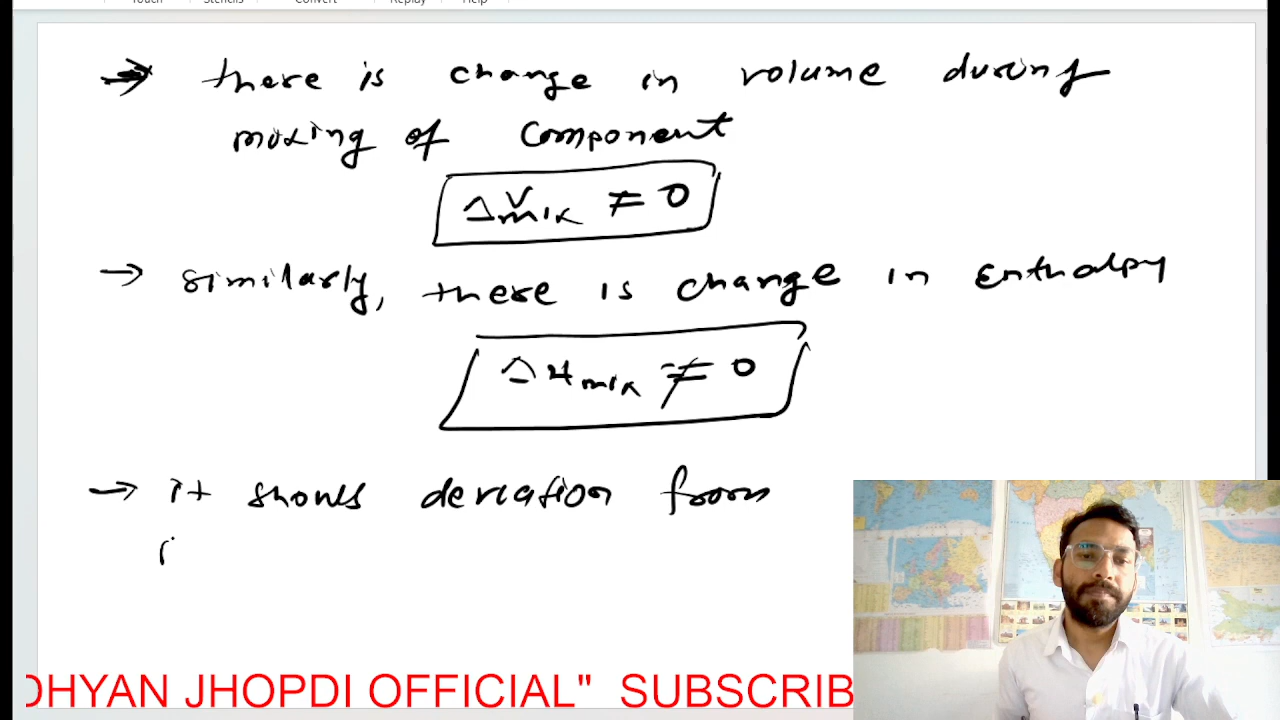 → there is change in volume during
mixing of component
ΔVmix ≠ 0
→ similarly, there is change in Enthalpy
ΔHmix ≠ 0
→ it shows deviation from
DHYAN JHOPDI OFFICIAL" SUBSCRIB